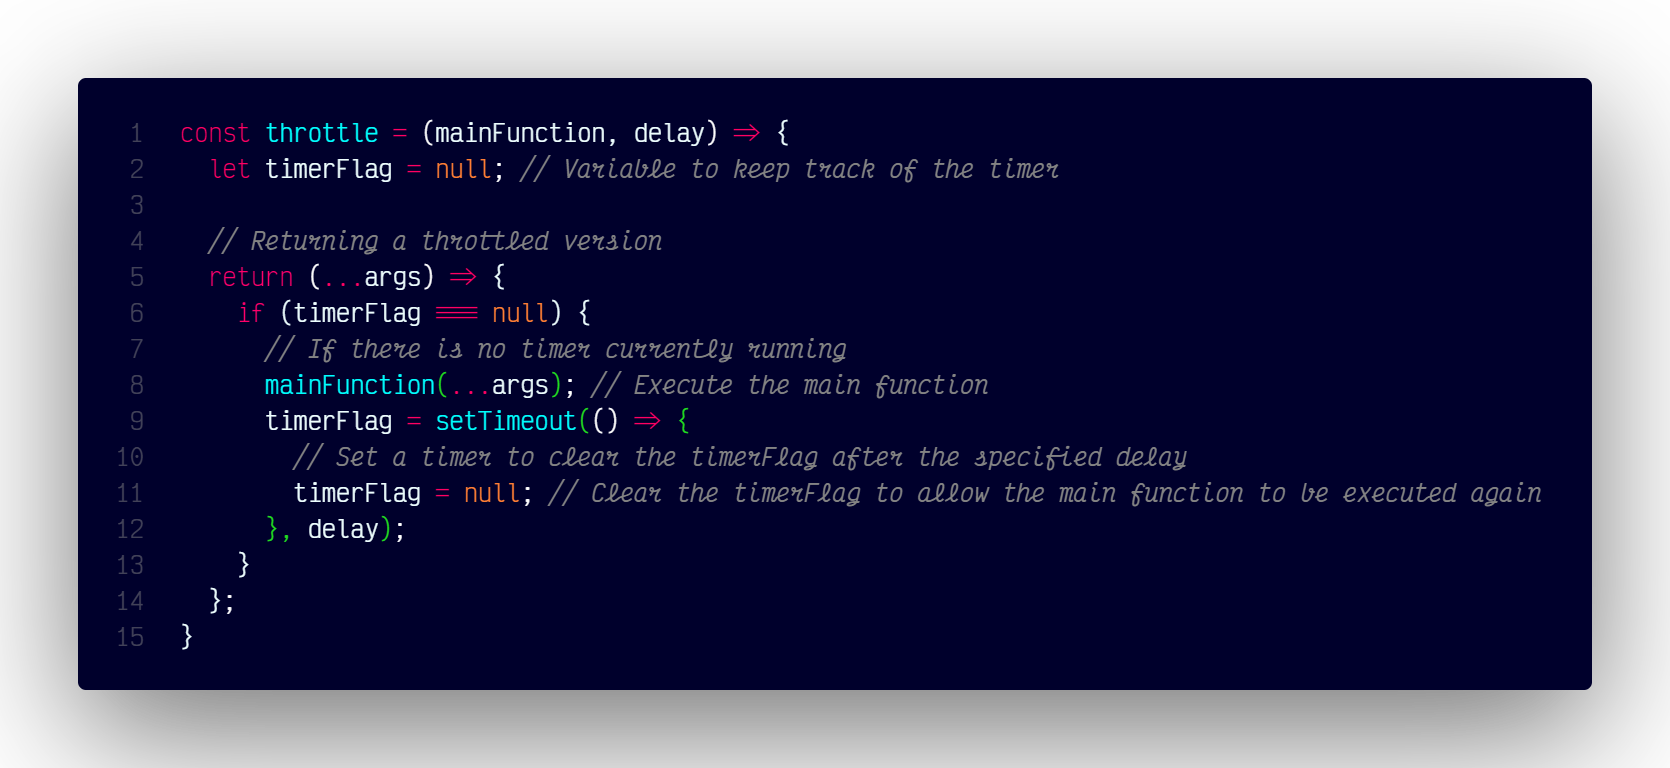 1 const throttle = (mainFunction, delay) => {
2   let timerFlag = null; // Variable to keep track of the timer
3
4   // Returning a throttled version
5   return (...args) => {
6     if (timerFlag === null) {
7       // If there is no timer currently running
8       mainFunction(...args); // Execute the main function
9       timerFlag = setTimeout(() => {
10         // Set a timer to clear the timerFlag after the specified delay
11         timerFlag = null; // Clear the timerFlag to allow the main function to be executed again
12       }, delay);
13     }
14   };
15 }